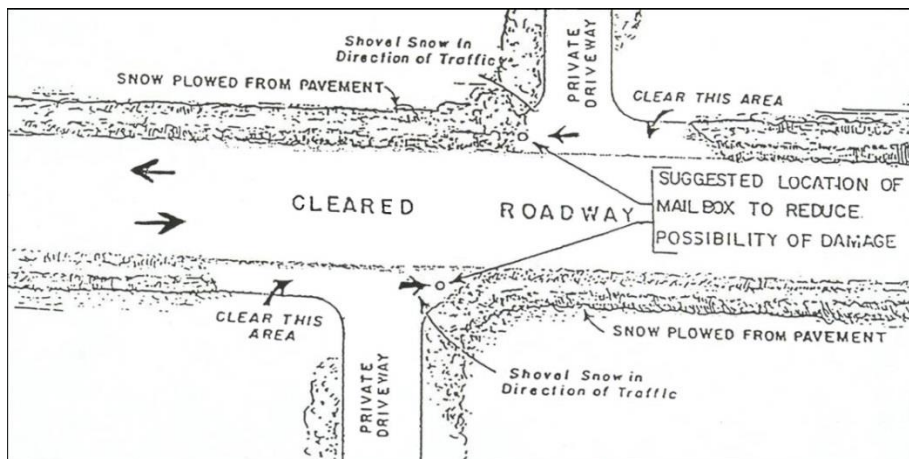 Shovel Snow in
Direction of Traffic
SNOW PLOWED FROM PAVEMENT
PRIVATE
DRIVEWAY
CLEAR THIS AREA
CLEARED ROADWAY
SUGGESTED LOCATION OF
MAILBOX TO REDUCE.
POSSIBILITY OF DAMAGE
CLEAR THIS
AREA
SNOW PLOWED FROM PAVEMENT
PRIVATE
DRIVEWAY
Shovel Snow in
Direction of Traffic